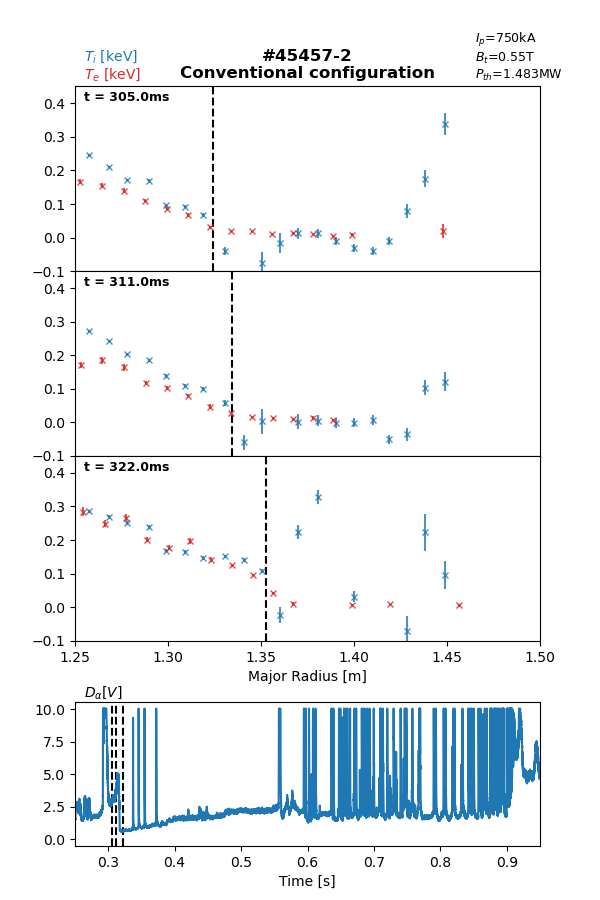 #45457-2
Conventional configuration
T_i [keV]
T_e [keV]
I_p=750kA
B_t=0.55T
P_th=1.483MW
t = 305.0ms
0.4
0.3
0.2
0.1
0.0
−0.1
t = 311.0ms
0.4
0.3
0.2
0.1
0.0
−0.1
t = 322.0ms
0.4
0.3
0.2
0.1
0.0
−0.1
1.25 1.30 1.35 1.40 1.45 1.50
Major Radius [m]
D_α[V]
10.0
7.5
5.0
2.5
0.0
0.3 0.4 0.5 0.6 0.7 0.8 0.9
Time [s]